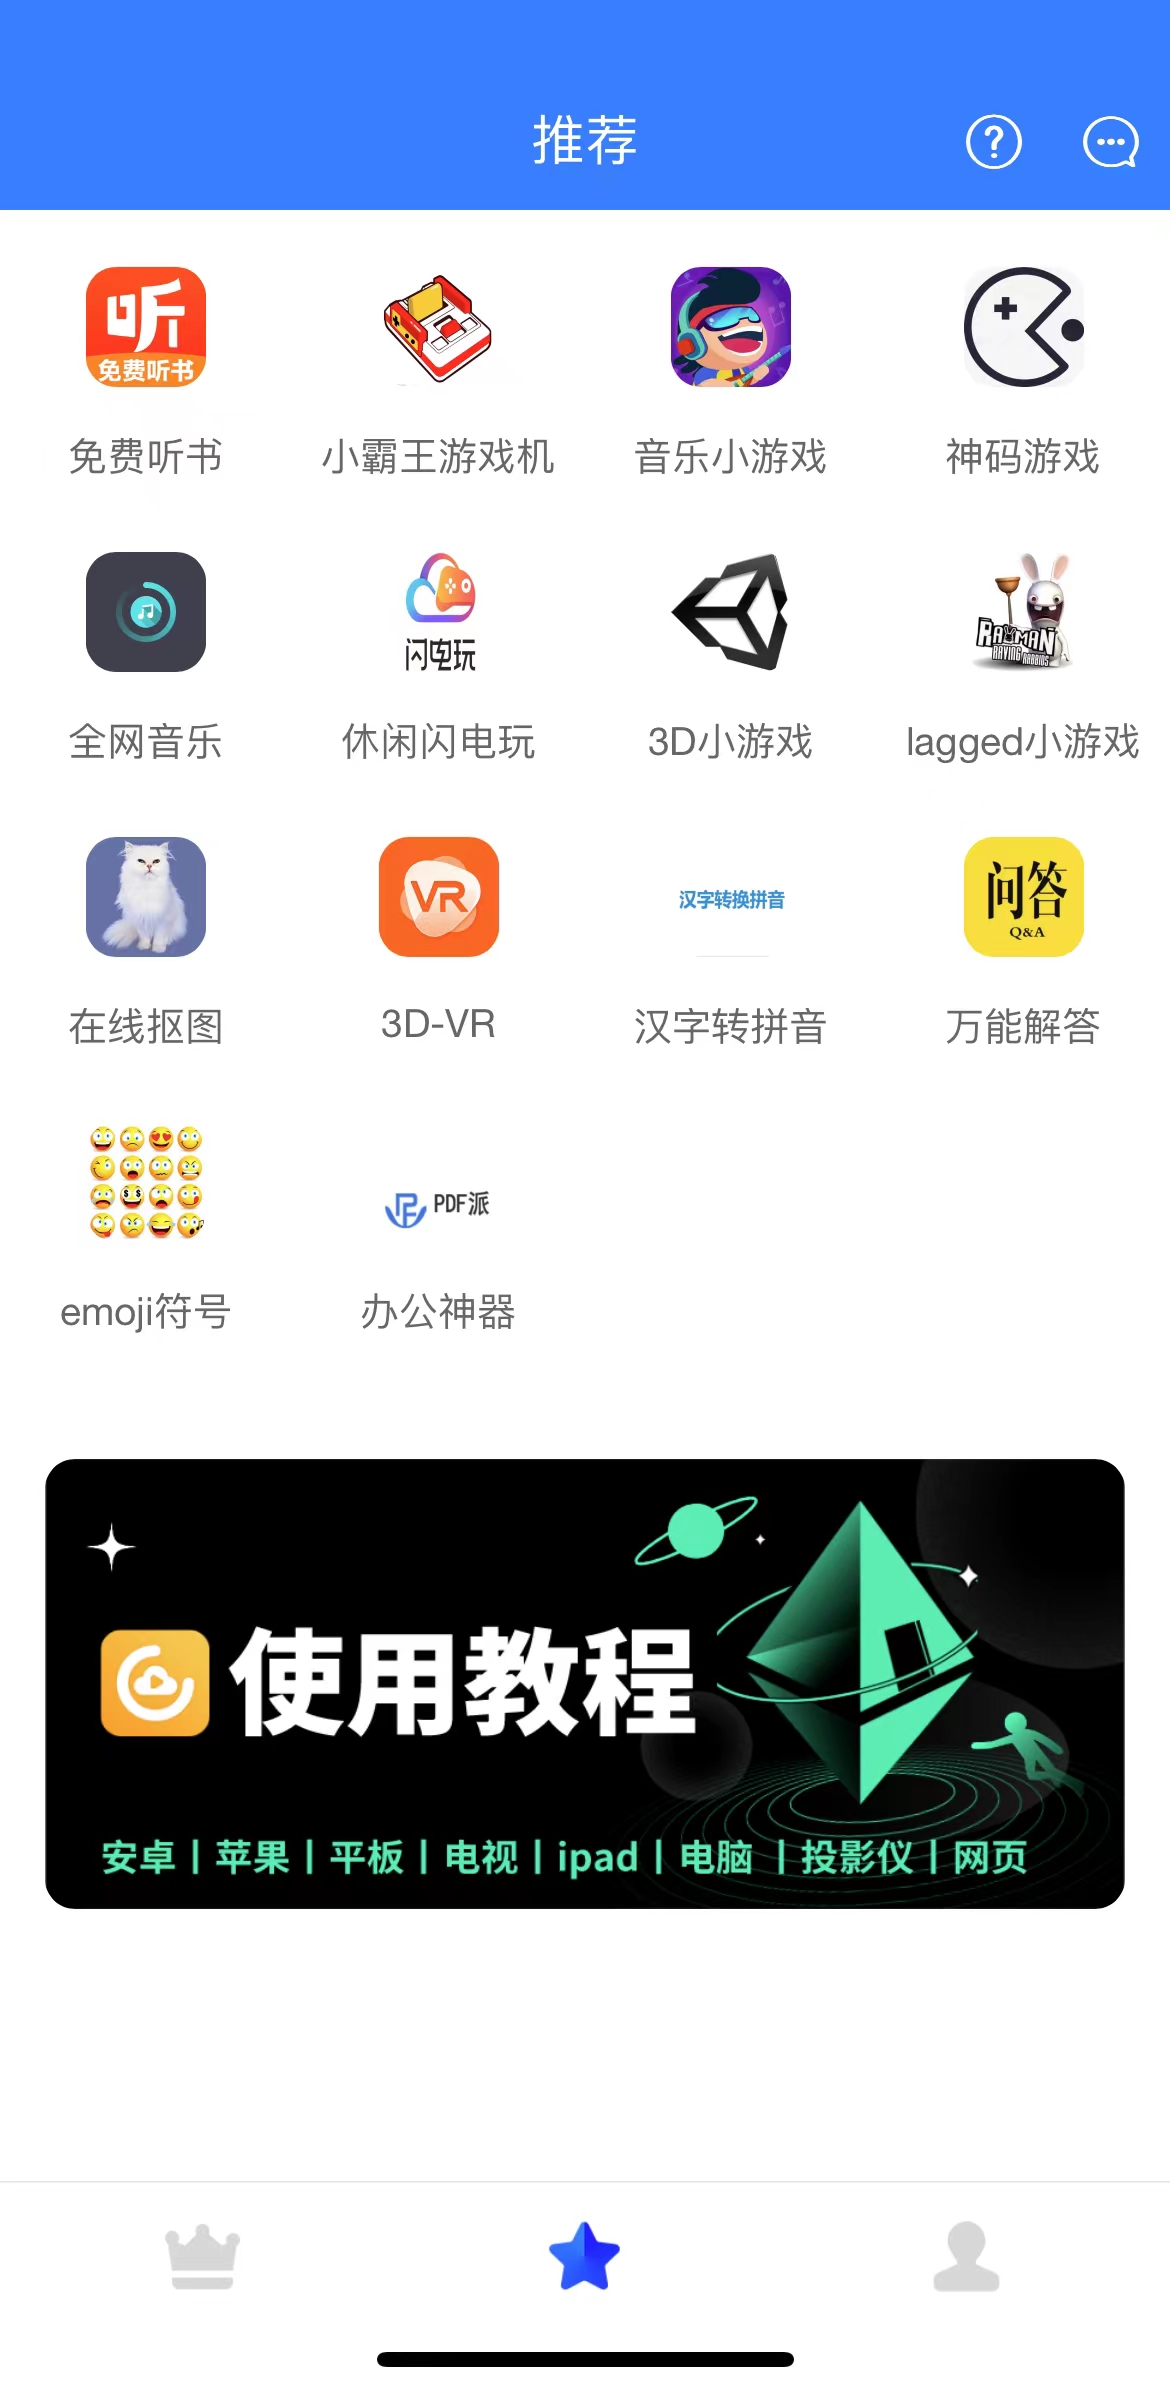 推荐
听
免费听书
免费听书
小霸王游戏机
音乐小游戏
神码游戏
闪电玩
RAYMAN
RAVING RABBIDS
全网音乐
休闲闪电玩
3D小游戏
lagged小游戏
VR
汉字转换拼音
问答
Q&A
在线抠图
3D-VR
汉字转拼音
万能解答
PDF派
emoji符号
办公神器
使用教程
安卓 | 苹果 | 平板 | 电视 | ipad | 电脑 | 投影仪 | 网页